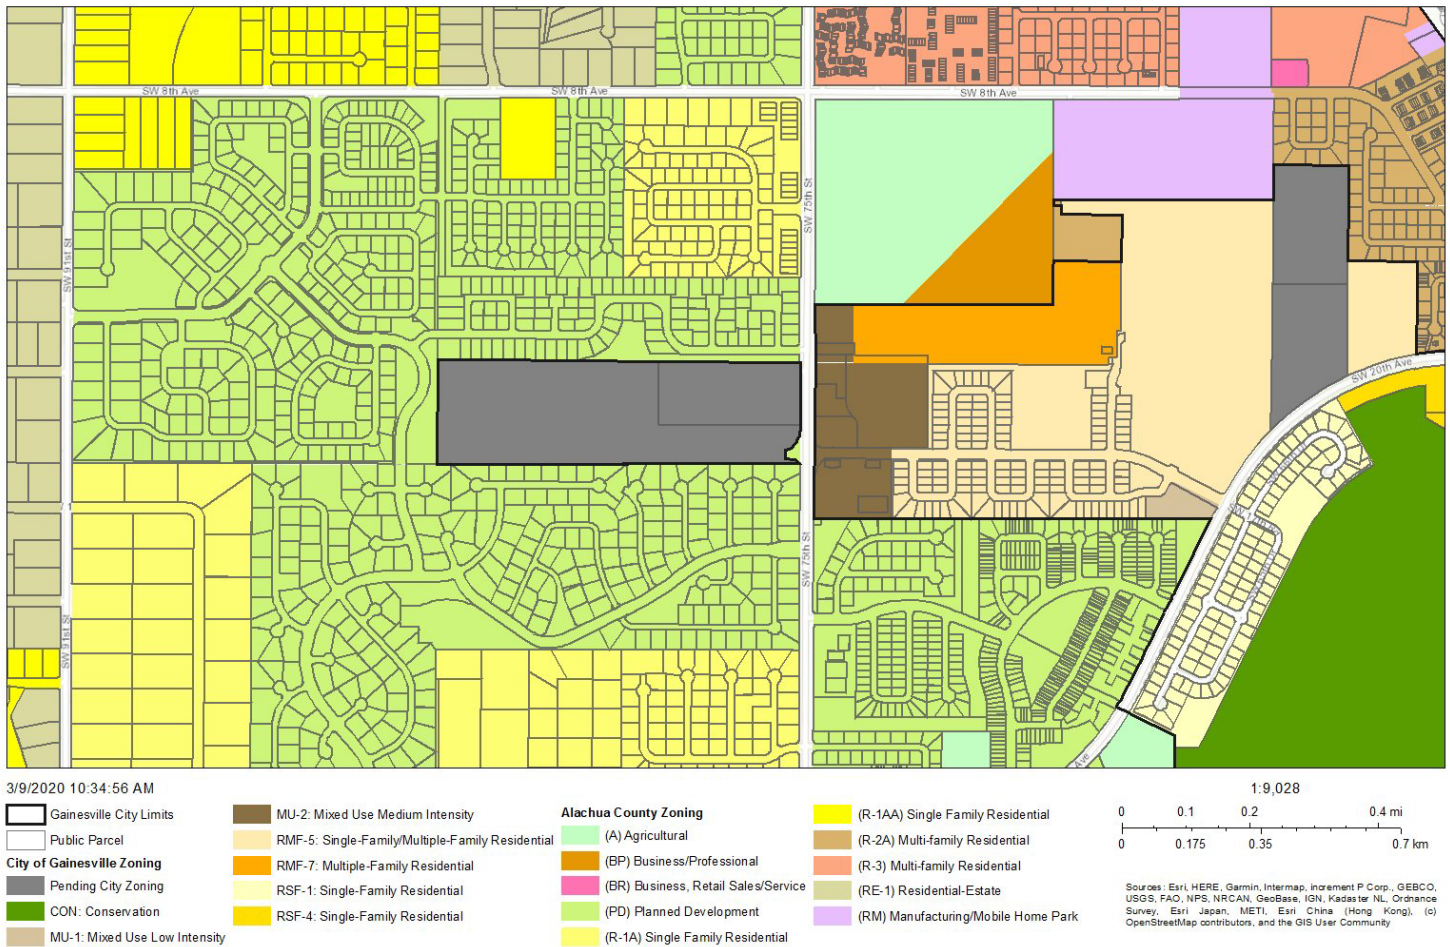 SW 8th Ave
SW 8th Ave
SW 8th Ave
SW 75th St
SW 91st St
SW 20th Ave
SW 75th St
SW 91st St
Ave
3/9/2020 10:34:56 AM
Gainesville City Limits
Public Parcel
City of Gainesville Zoning
Pending City Zoning
CON: Conservation
MU-1: Mixed Use Low Intensity
MU-2: Mixed Use Medium Intensity
RMF-5: Single-Family/Multiple-Family Residential
RMF-7: Multiple-Family Residential
RSF-1: Single-Family Residential
RSF-4: Single-Family Residential
Alachua County Zoning
(A) Agricultural
(BP) Business/Professional
(BR) Business, Retail Sales/Service
(PD) Planned Development
(R-1A) Single Family Residential
(R-1AA) Single Family Residential
(R-2A) Multi-family Residential
(R-3) Multi-family Residential
(RE-1) Residential-Estate
(RM) Manufacturing/Mobile Home Park
1:9,028
0 0.1 0.2 0.4 mi
0 0.175 0.35 0.7 km
Sources: Esri, HERE, Garmin, Intermap, increment P Corp., GEBCO,
USGS, FAO, NPS, NRCAN, GeoBase, IGN, Kadaster NL, Ordnance
Survey, Esri Japan, METI, Esri China (Hong Kong), (c)
OpenStreetMap contributors, and the GIS User Community